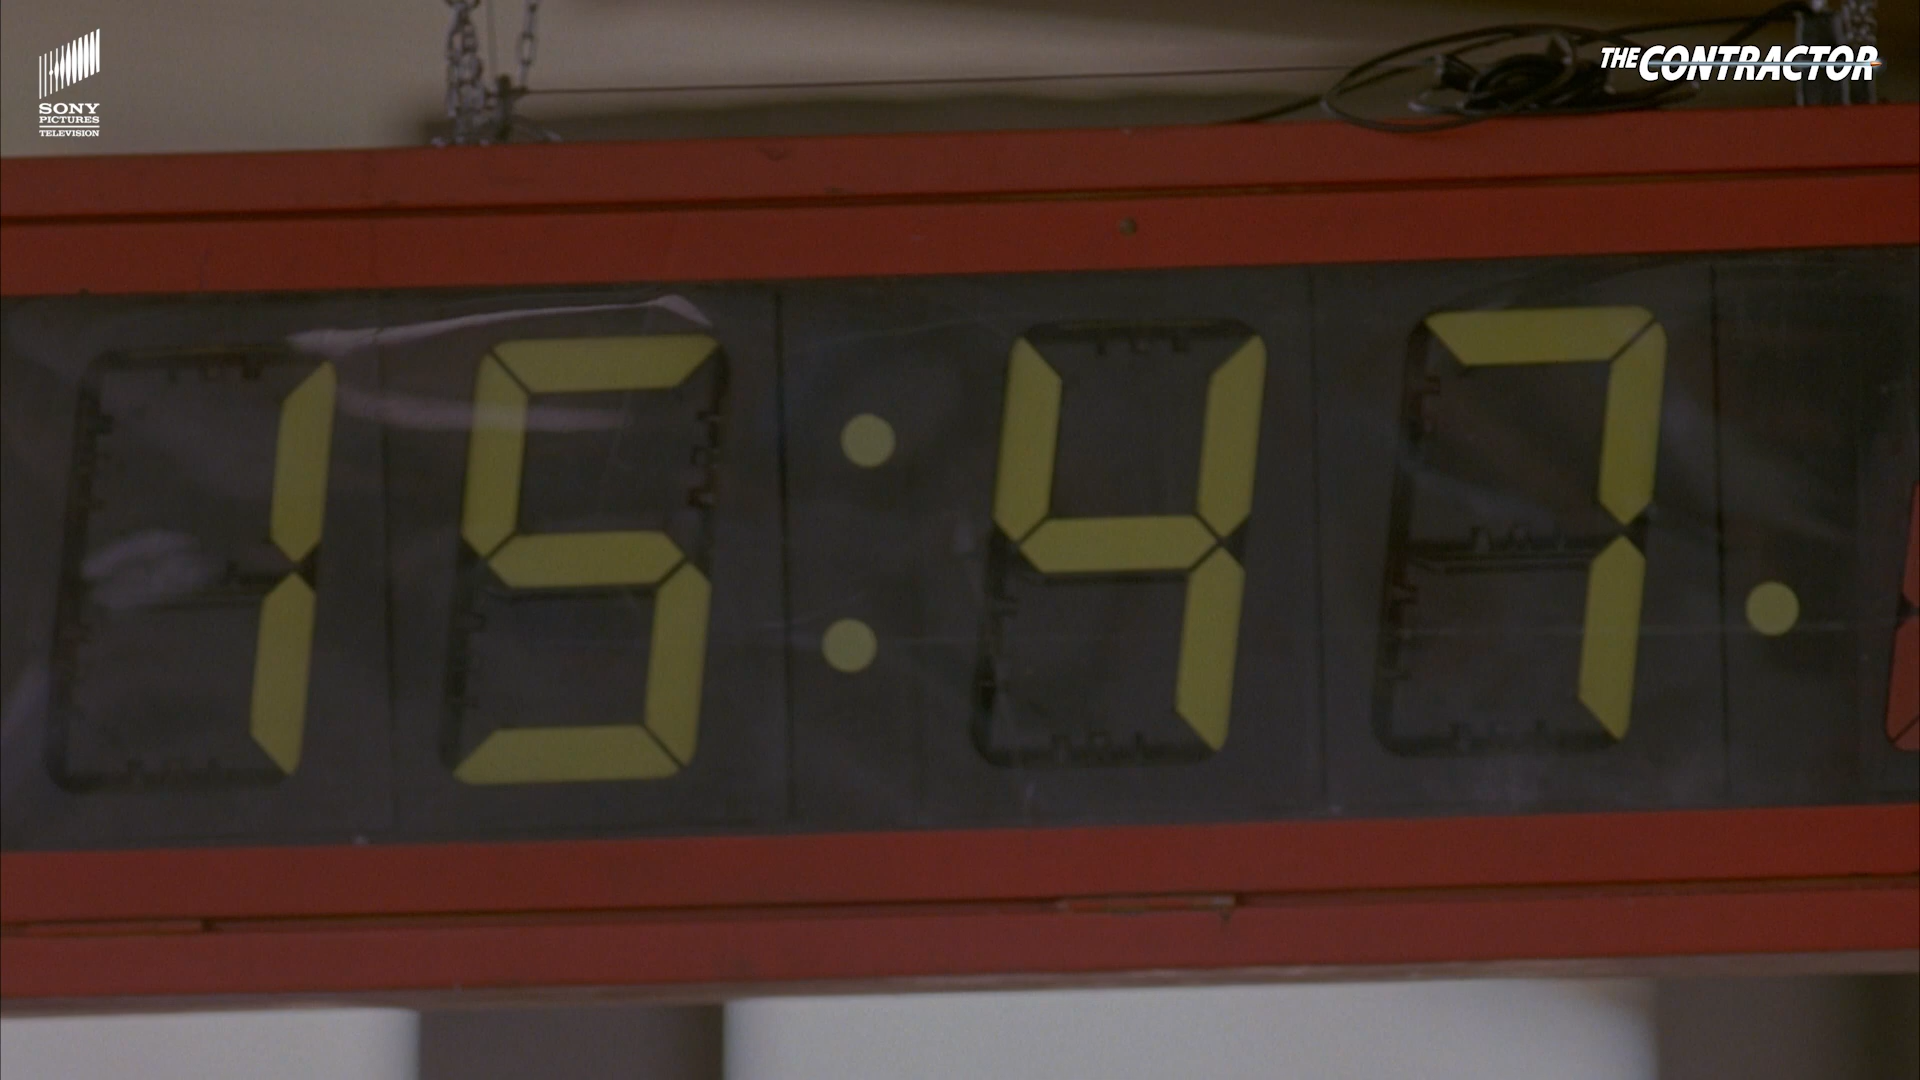 SONY
PICTURES
TELEVISION
THE CONTRACTOR
15:47.